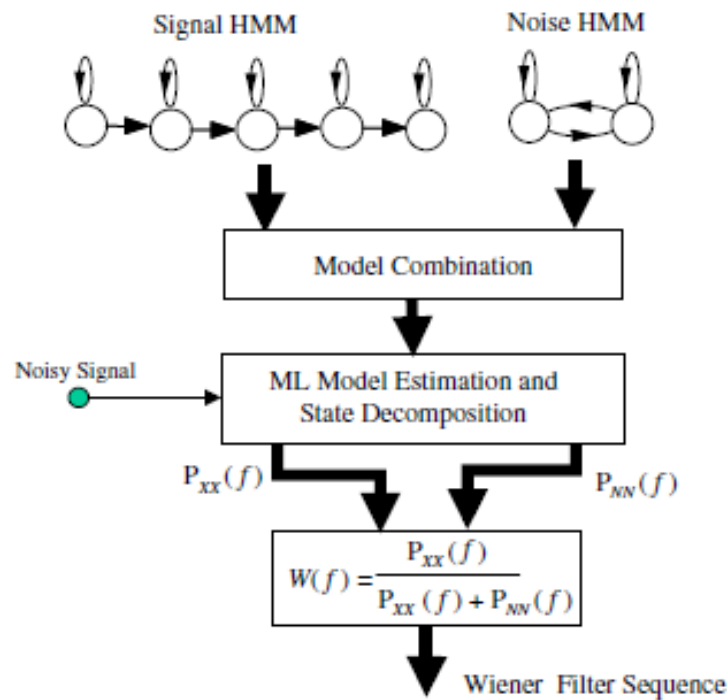 Signal HMM
Noise HMM
Model Combination
Noisy Signal
ML Model Estimation and
State Decomposition
P_XX(f)
P_NN(f)
W(f) = P_XX(f) / P_XX(f) + P_NN(f)
Wiener Filter Sequence